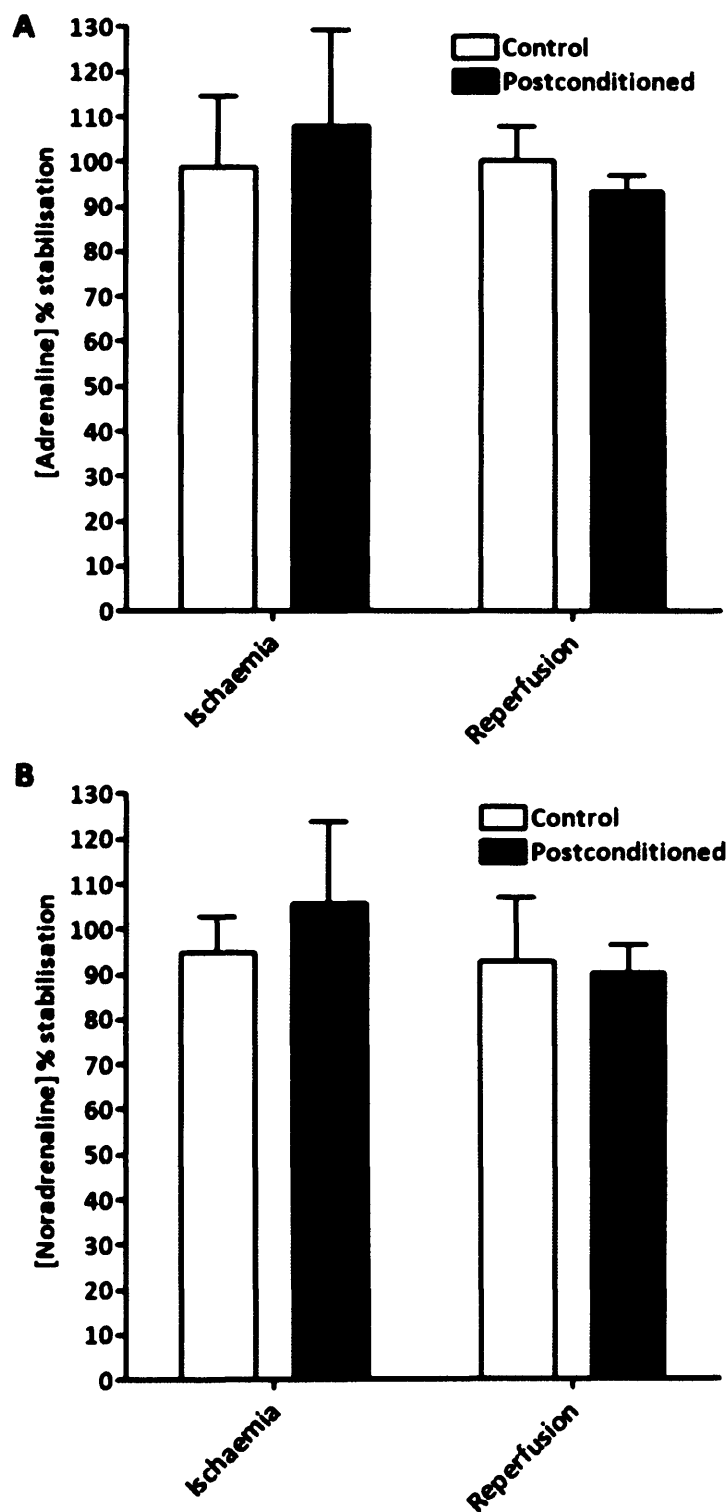 A
130
120
110
100
90
80
70
60
50
40
30
20
10
0
[Adrenaline] % stabilisation
Control
Postconditioned
Ischaemia
Reperfusion
B
130
120
110
100
90
80
70
60
50
40
30
20
10
0
[Noradrenaline] % stabilisation
Control
Postconditioned
Ischaemia
Reperfusion